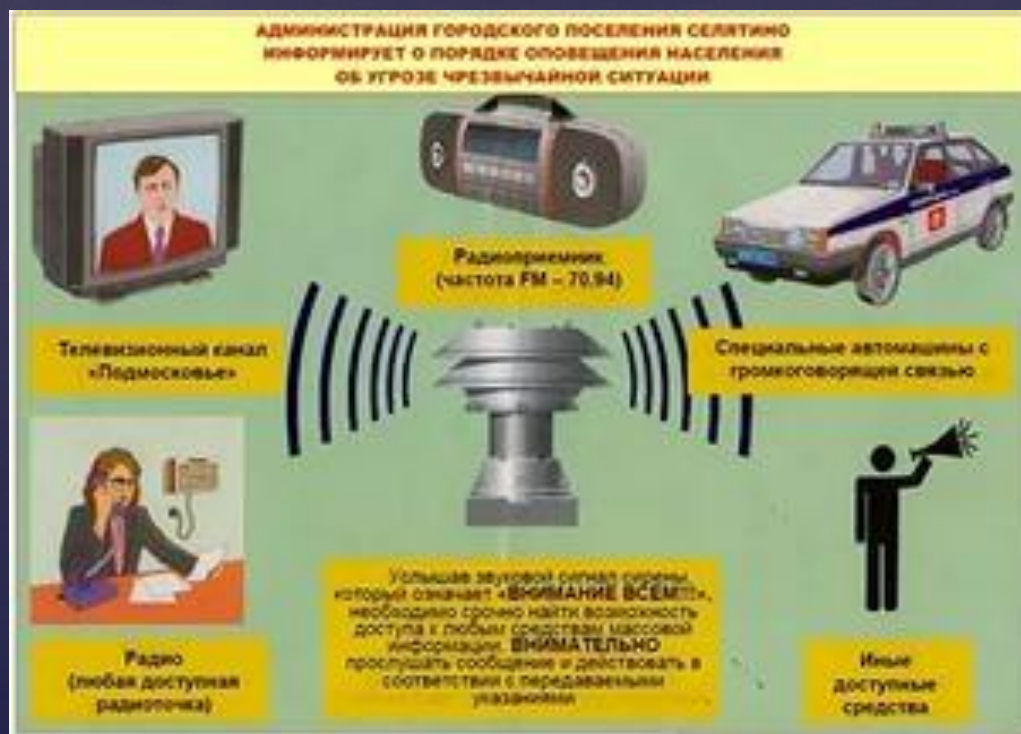 АДМИНИСТРАЦИЯ ГОРОДСКОГО ПОСЕЛЕНИЯ СЕЛЯТИНО
ИНФОРМИРУЕТ О ПОРЯДКЕ ОПОВЕЩЕНИЯ НАСЕЛЕНИЯ
ОБ УГРОЗЕ ЧРЕЗВЫЧАЙНОЙ СИТУАЦИИ
Радиоприемник
(частота FM – 70,94)
Телевизионный канал
«Подмосковье»
Специальные автомашины с
громкоговорящей связью
Услышав звуковой сигнал сирены,
который означает «ВНИМАНИЕ ВСЕМ!!!»,
необходимо срочно найти возможность
доступа к любым средствам массовой
информации. ВНИМАТЕЛЬНО
прослушать сообщение и действовать в
соответствии с передаваемыми
указаниями
Радио
(любая доступная
радиоточка)
Иные
доступные
средства